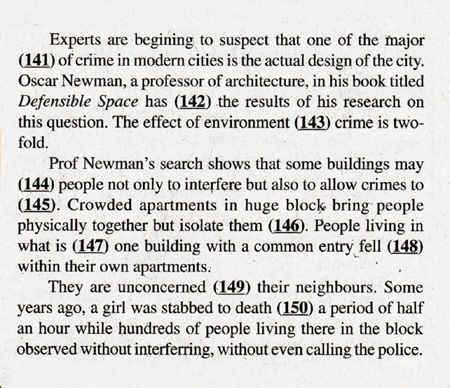 Experts are begining to suspect that one of the major
(141) of crime in modern cities is the actual design of the city.
Oscar Newman, a professor of architecture, in his book titled
Defensible Space has (142) the results of his research on
this question. The effect of environment (143) crime is two-
fold.
Prof Newman's search shows that some buildings may
(144) people not only to interfere but also to allow crimes to
(145). Crowded apartments in huge block bring people
physically together but isolate them (146). People living in
what is (147) one building with a common entry fell (148)
within their own apartments.
They are unconcerned (149) their neighbours. Some
years ago, a girl was stabbed to death (150) a period of half
an hour while hundreds of people living there in the block
observed without interferring, without even calling the police.